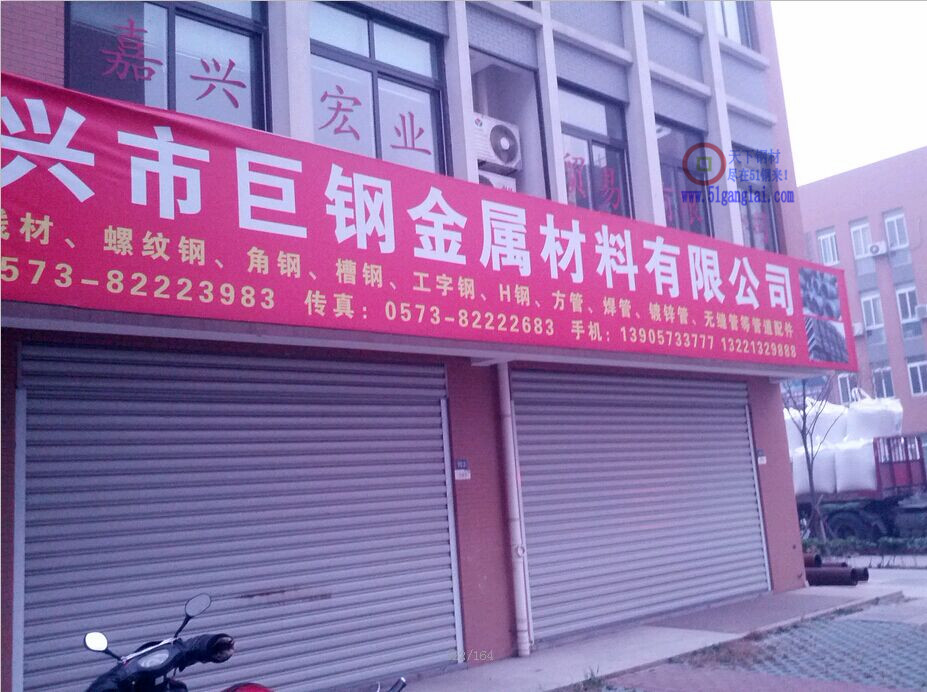 嘉兴宏业
贸易
兴市巨钢金属材料有限公司
线材、螺纹钢、角钢、槽钢、工字钢、H钢、方管、焊管、镀锌管、无缝管等管道配件
573-82223983 传真：0573-82222683 手机：13905733777 13221329888
天下钢材
尽在51钢来!
www.51ganglai.com
/164